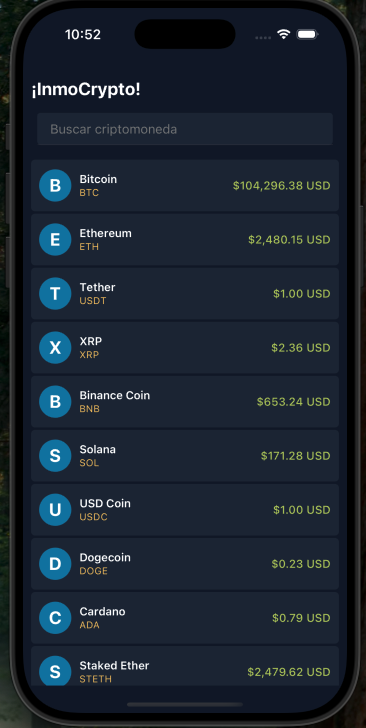 10:52
¡InmoCrypto!
Buscar criptomoneda
B
Bitcoin
BTC
$104,296.38 USD
E
Ethereum
ETH
$2,480.15 USD
T
Tether
USDT
$1.00 USD
X
XRP
XRP
$2.36 USD
B
Binance Coin
BNB
$653.24 USD
S
Solana
SOL
$171.28 USD
U
USD Coin
USDC
$1.00 USD
D
Dogecoin
DOGE
$0.23 USD
C
Cardano
ADA
$0.79 USD
S
Staked Ether
STETH
$2,479.62 USD